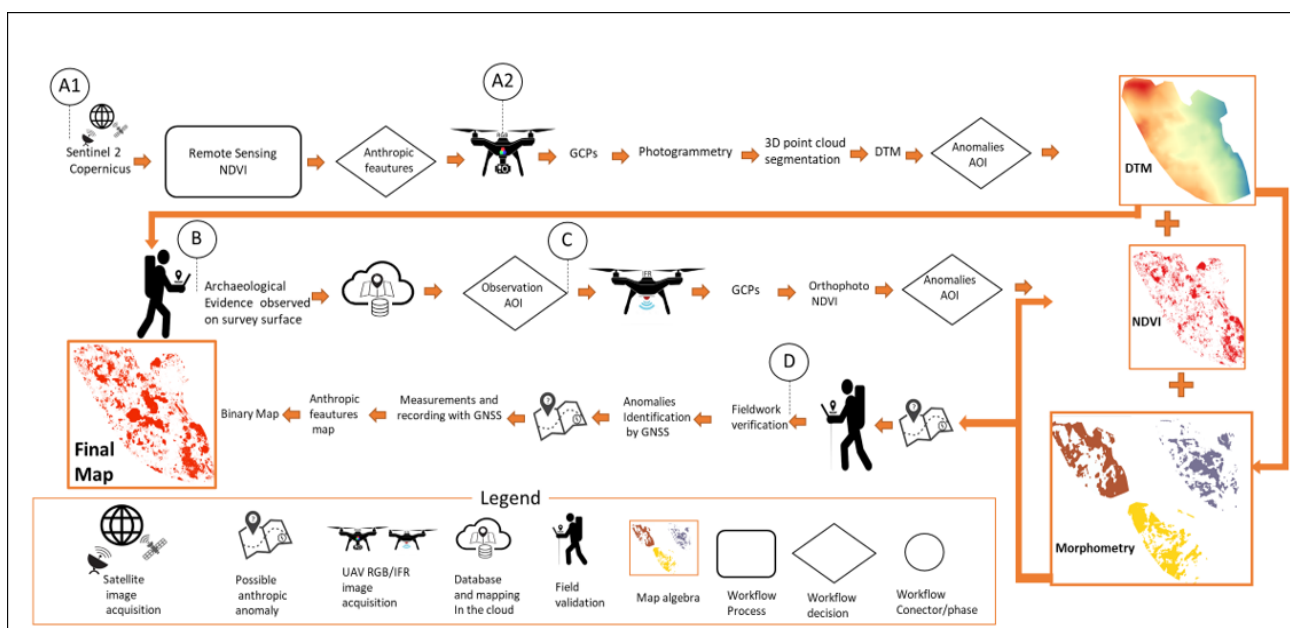 A1
A2
RGB
Sentinel 2
Copernicus
Remote Sensing
NDVI
Anthropic
feautures
GCPs
Photogrammetry
3D point cloud
segmentation
DTM
Anomalies
AOI
DTM
B
C
Archaeological
Evidence observed
on survey surface
Observation
AOI
IFR
GCPs
Orthophoto
NDVI
Anomalies
AOI
NDVI
D
Final
Map
Binary Map
Anthropic
feautures
map
Measurements and
recording with GNSS
Anomalies
Identification
by GNSS
Fieldwork
verification
Morphometry
Legend
Satellite
image
acquisition
Possible
anthropic
anomaly
UAV RGB/IFR
image
acquisition
Database
and mapping
In the cloud
Field
validation
Map algebra
Workflow
Process
Workflow
decision
Workflow
Conector/phase